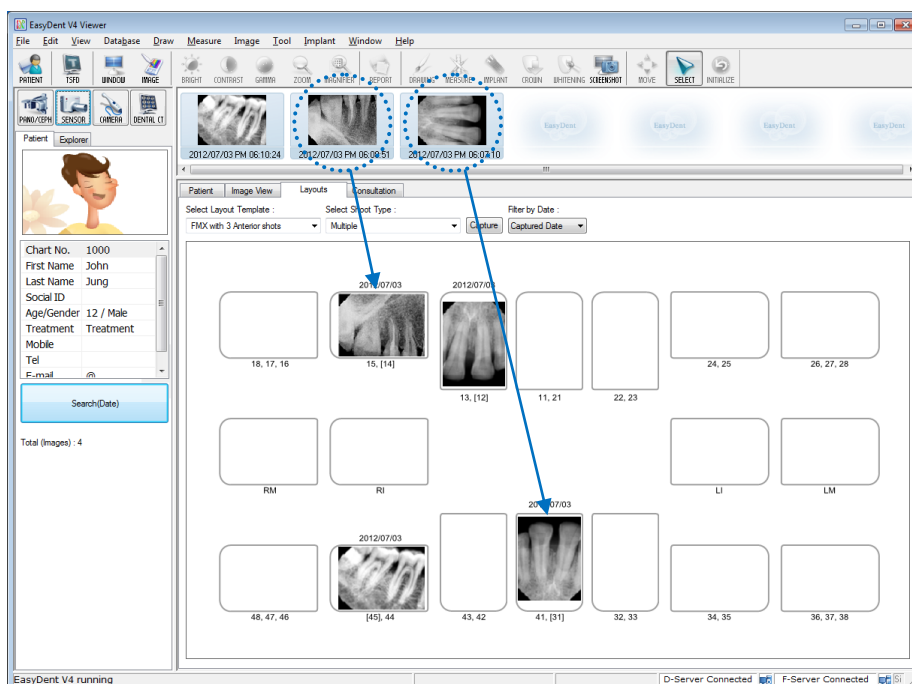 EasyDent V4 Viewer
File Edit View Database Draw Measure Image Tool Implant Window Help
PATIENT TSFD WINDOW IMAGE BRIGHT CONTRAST GAMMA ZOOM MAGNIFIER REPORT DRAWING MEASURE IMPLANT CROWN WHITENING SCREENSHOT MOVE SELECT INITIALIZE
PANO/CEPH SENSOR CAMERA DENTAL CT
EasyDent EasyDent EasyDent EasyDent
Patient Explorer
2012/07/03 PM 06:10:24 2012/07/03 PM 06:09:51 2012/07/03 PM 06:07:10
Patient Image View Layouts Consultation
Select Layout Template : Select Shoot Type : Filter by Date :
FMX with 3 Anterior shots Multiple Capture Captured Date
Chart No. 1000
First Name John
Last Name Jung
Social ID
Age/Gender 12 / Male
Treatment Treatment
Mobile
Tel
E-mail @
Search(Date)
Total (Images) : 4
2012/07/03 2012/07/03
18, 17, 16 15, [14] 24, 25 26, 27, 28
13, [12] 11, 21 22, 23
RM RI LI LM
2012/07/03
2012/07/03
48, 47, 46 [45], 44 43, 42 41, [31] 32, 33 34, 35 36, 37, 38
EasyDent V4 running D-Server Connected F-Server Connected Si